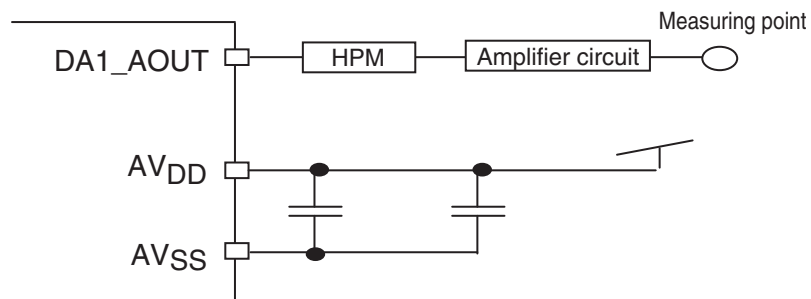 Measuring point
DA1_AOUT
HPM
Amplifier circuit
AVDD
AVSS